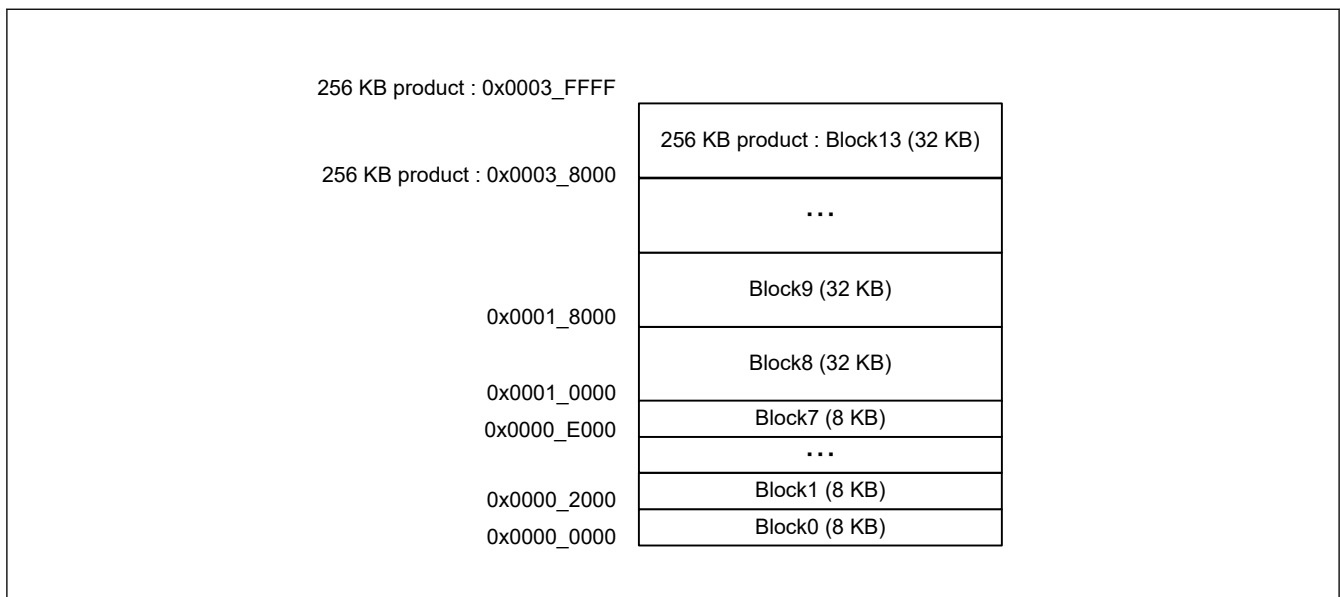 256 KB product : 0x0003_FFFF
256 KB product : Block13 (32 KB)
256 KB product : 0x0003_8000
...
Block9 (32 KB)
0x0001_8000
Block8 (32 KB)
0x0001_0000
Block7 (8 KB)
0x0000_E000
...
Block1 (8 KB)
0x0000_2000
Block0 (8 KB)
0x0000_0000